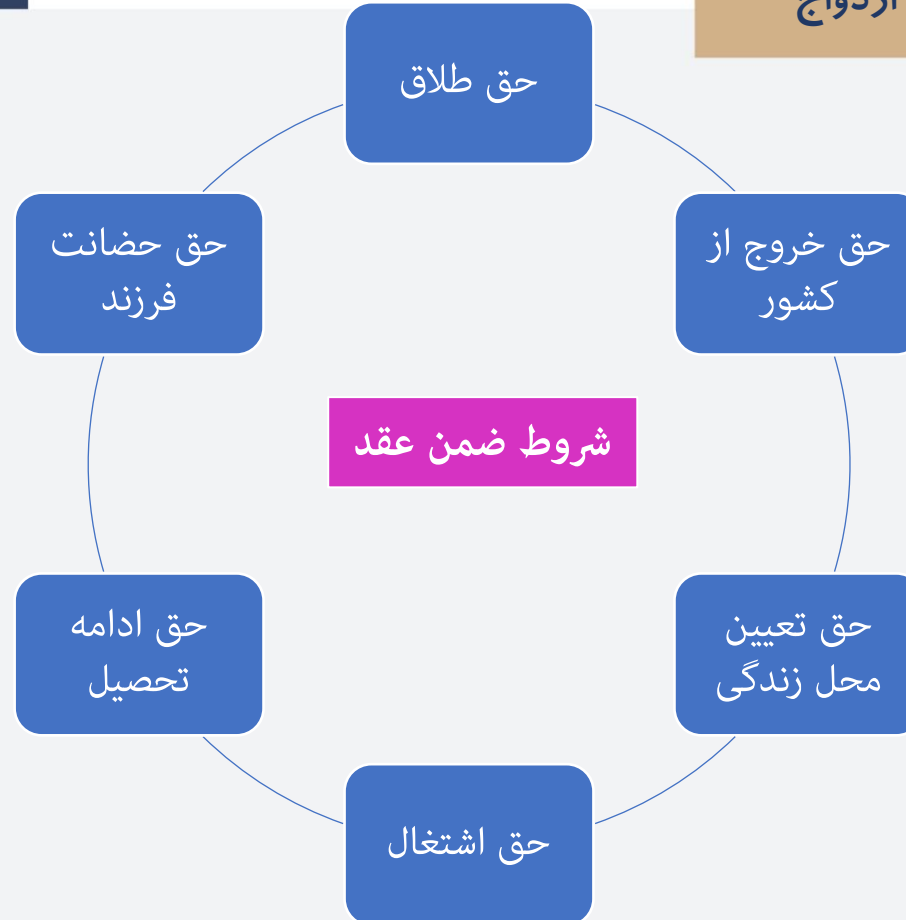 ازدواج
حق طلاق
حق خروج از
کشور
حق تعیین
محل زندگی
حق اشتغال
حق ادامه
تحصیل
حق حضانت
فرزند
شروط ضمن عقد